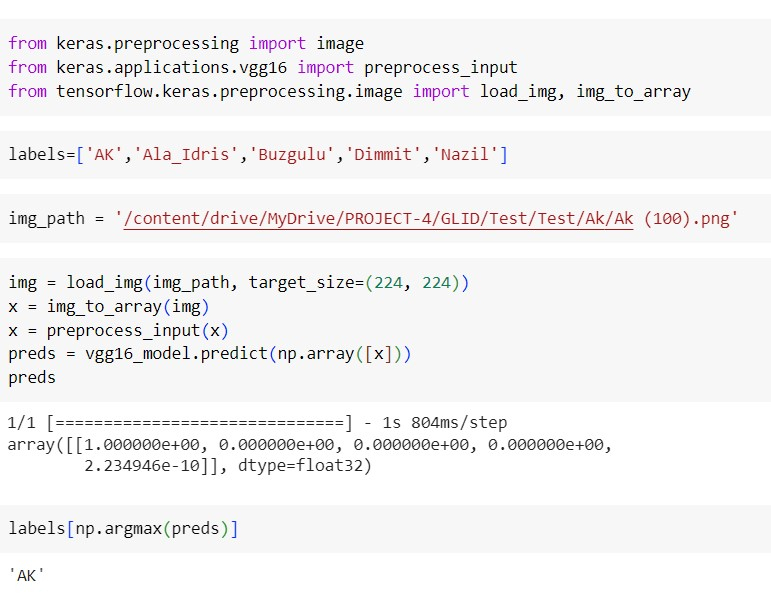 from keras.preprocessing import image
from keras.applications.vgg16 import preprocess_input
from tensorflow.keras.preprocessing.image import load_img, img_to_array
labels=['AK','Ala_Idris','Buzgulu','Dimmit','Nazil']
img_path = '/content/drive/MyDrive/PROJECT-4/GLID/Test/Test/Ak/Ak (100).png'
img = load_img(img_path, target_size=(224, 224))
x = img_to_array(img)
x = preprocess_input(x)
preds = vgg16_model.predict(np.array([x]))
preds
1/1 [==============================] - 1s 804ms/step
array([[1.000000e+00, 0.000000e+00, 0.000000e+00, 0.000000e+00,
        2.234946e-10]], dtype=float32)
labels[np.argmax(preds)]
'AK'